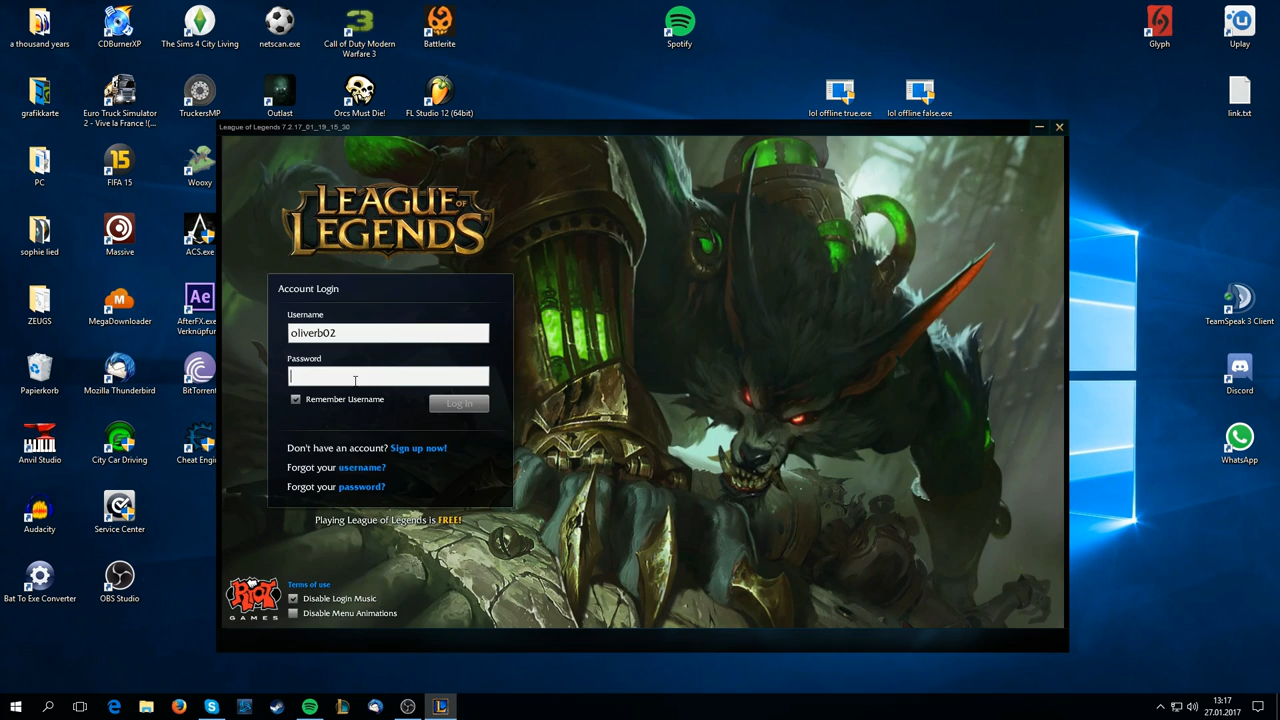 a thousand years
CDBurnerXP
The Sims 4 City Living
netscan.exe
Call of Duty Modern
Warfare 3
Battlerite
Spotify
Glyph
Uplay
grafikkarte
Euro Truck Simulator
2 - Vive la France !(...
TruckersMP
Outlast
Orcs Must Die!
FL Studio 12 (64bit)
lol offline true.exe
lol offline false.exe
link.txt
League of Legends 7.2.17_01_19_15_30
PC
FIFA 15
Wooxy
LEAGUE
OF
LEGENDS
sophie lied
Massive
ACS.exe
Account Login
Username
oliverb02
Password
Remember Username
Log In
Don't have an account? Sign up now!
Forgot your username?
Forgot your password?
Playing League of Legends is FREE!
ZEUGS
MegaDownloader
AfterFX.exe
Verknüpfu
TeamSpeak 3 Client
Papierkorb
Mozilla Thunderbird
BitTorrent
Discord
Anvil Studio
City Car Driving
Cheat Engi
WhatsApp
Audacity
Service Center
Bat To Exe Converter
OBS Studio
RIOT
GAMES
Terms of use
Disable Login Music
Disable Menu Animations
13:17
27.01.2017